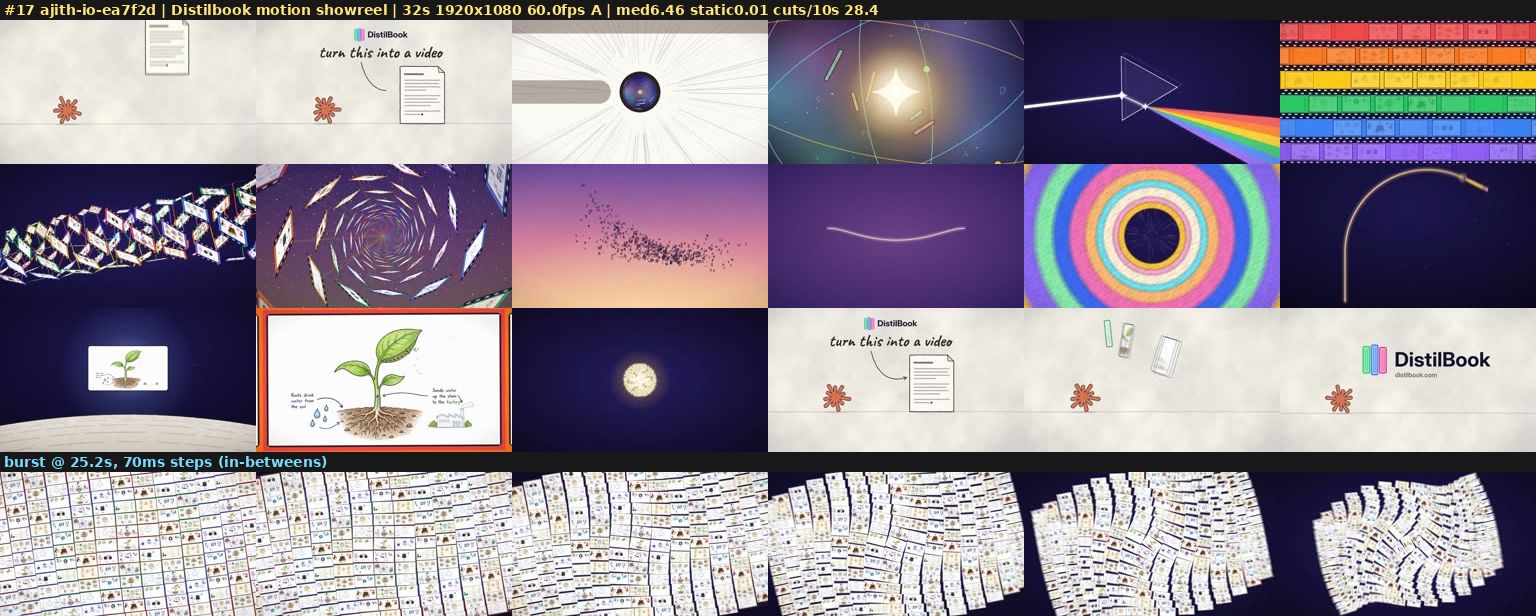 #17 ajith-io-ea7f2d | Distilbook motion showreel | 32s 1920x1080 60.0fps A | med6.46 static0.01 cuts/10s 28.4
DistilBook
turn this into a video
Roots drink
water from
the soil
Sends water
up the stem
to the factory
DistilBook
turn this into a video
DistilBook
distilbook.com
burst @ 25.2s, 70ms steps (in-betweens)